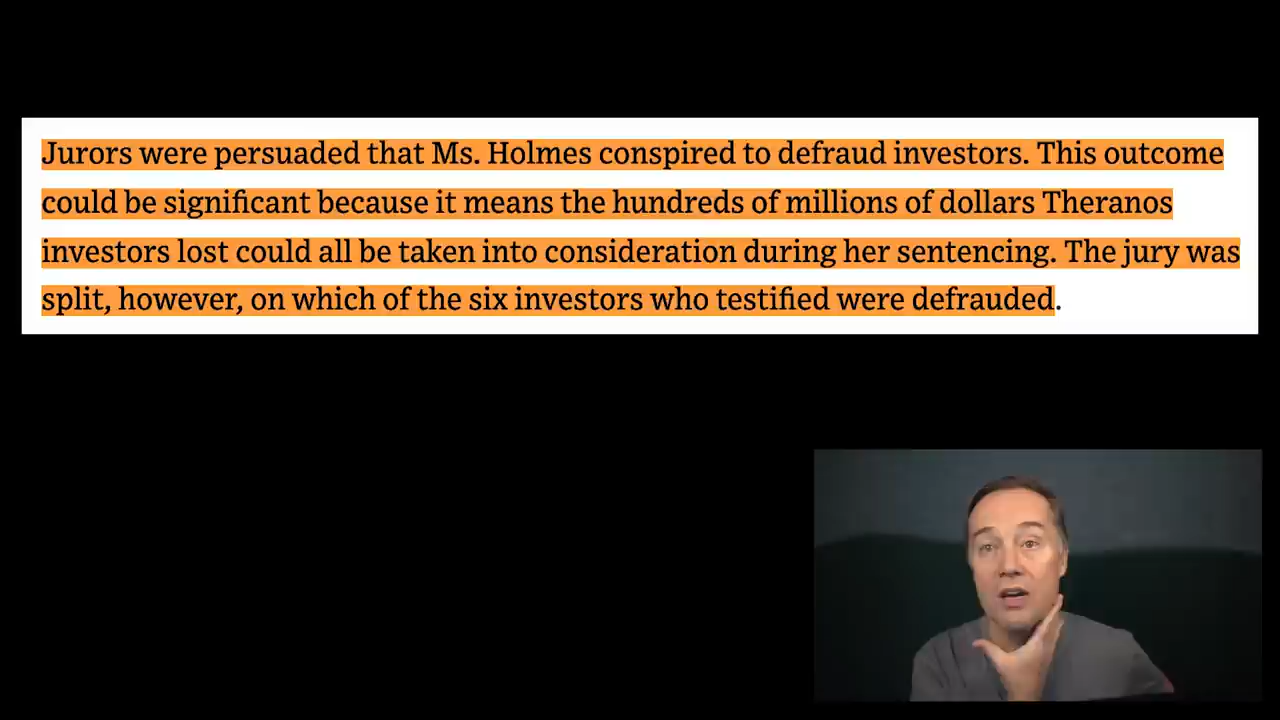 Jurors were persuaded that Ms. Holmes conspired to defraud investors. This outcome
could be significant because it means the hundreds of millions of dollars Theranos
investors lost could all be taken into consideration during her sentencing. The jury was
split, however, on which of the six investors who testified were defrauded.